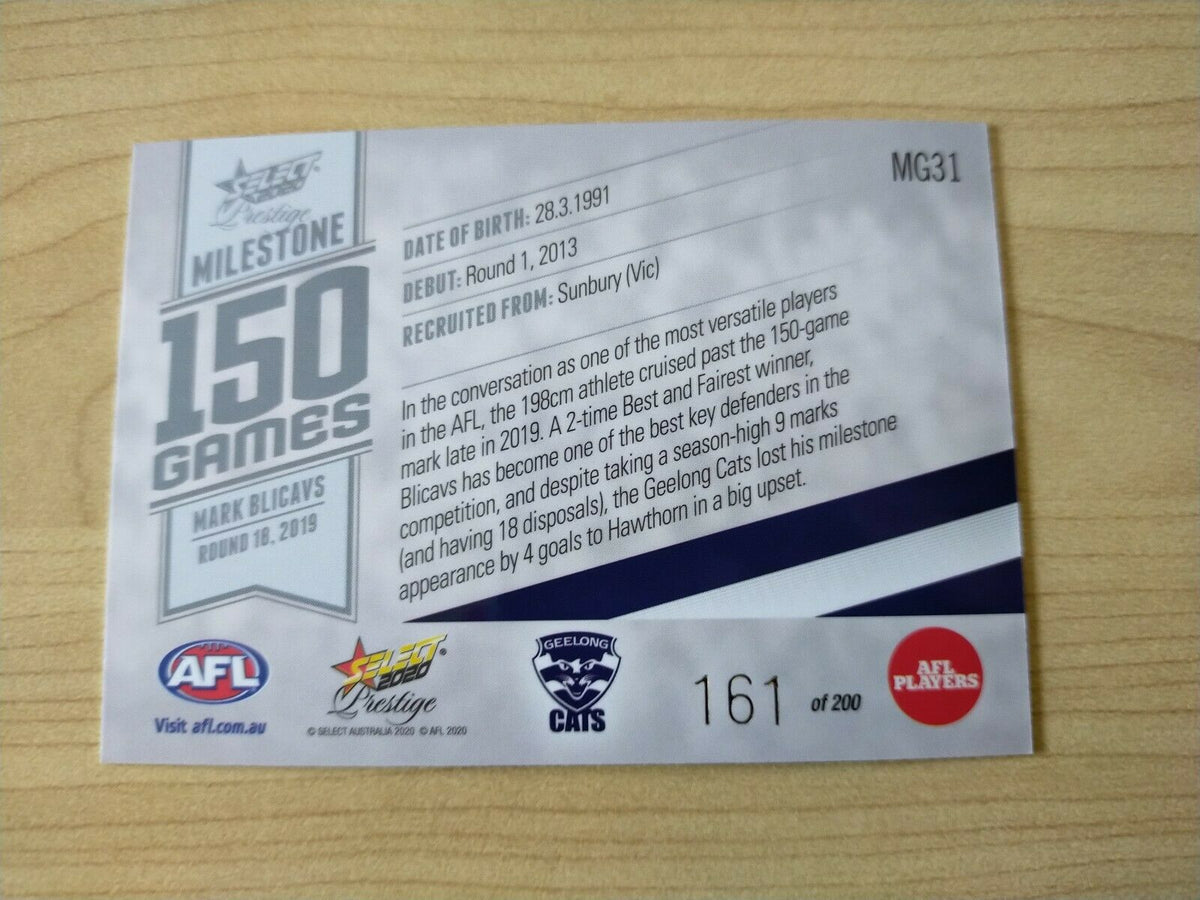 SELECT
2020
Prestige
MILESTONE
150
GAMES
MARK BLICAVS
ROUND 18, 2019
MG31
DATE OF BIRTH: 28.3.1991
DEBUT: Round 1, 2013
RECRUITED FROM: Sunbury (Vic)
In the conversation as one of the most versatile players
in the AFL, the 198cm athlete cruised past the 150-game
mark late in 2019. A 2-time Best and Fairest winner,
Blicavs has become one of the best key defenders in the
competition, and despite taking a season-high 9 marks
(and having 18 disposals), the Geelong Cats lost his milestone
appearance by 4 goals to Hawthorn in a big upset.
AFL
Visit afl.com.au
SELECT®
2020
Prestige
© SELECT AUSTRALIA 2020 © AFL 2020
GEELONG
CATS
161 of 200
AFL
PLAYERS